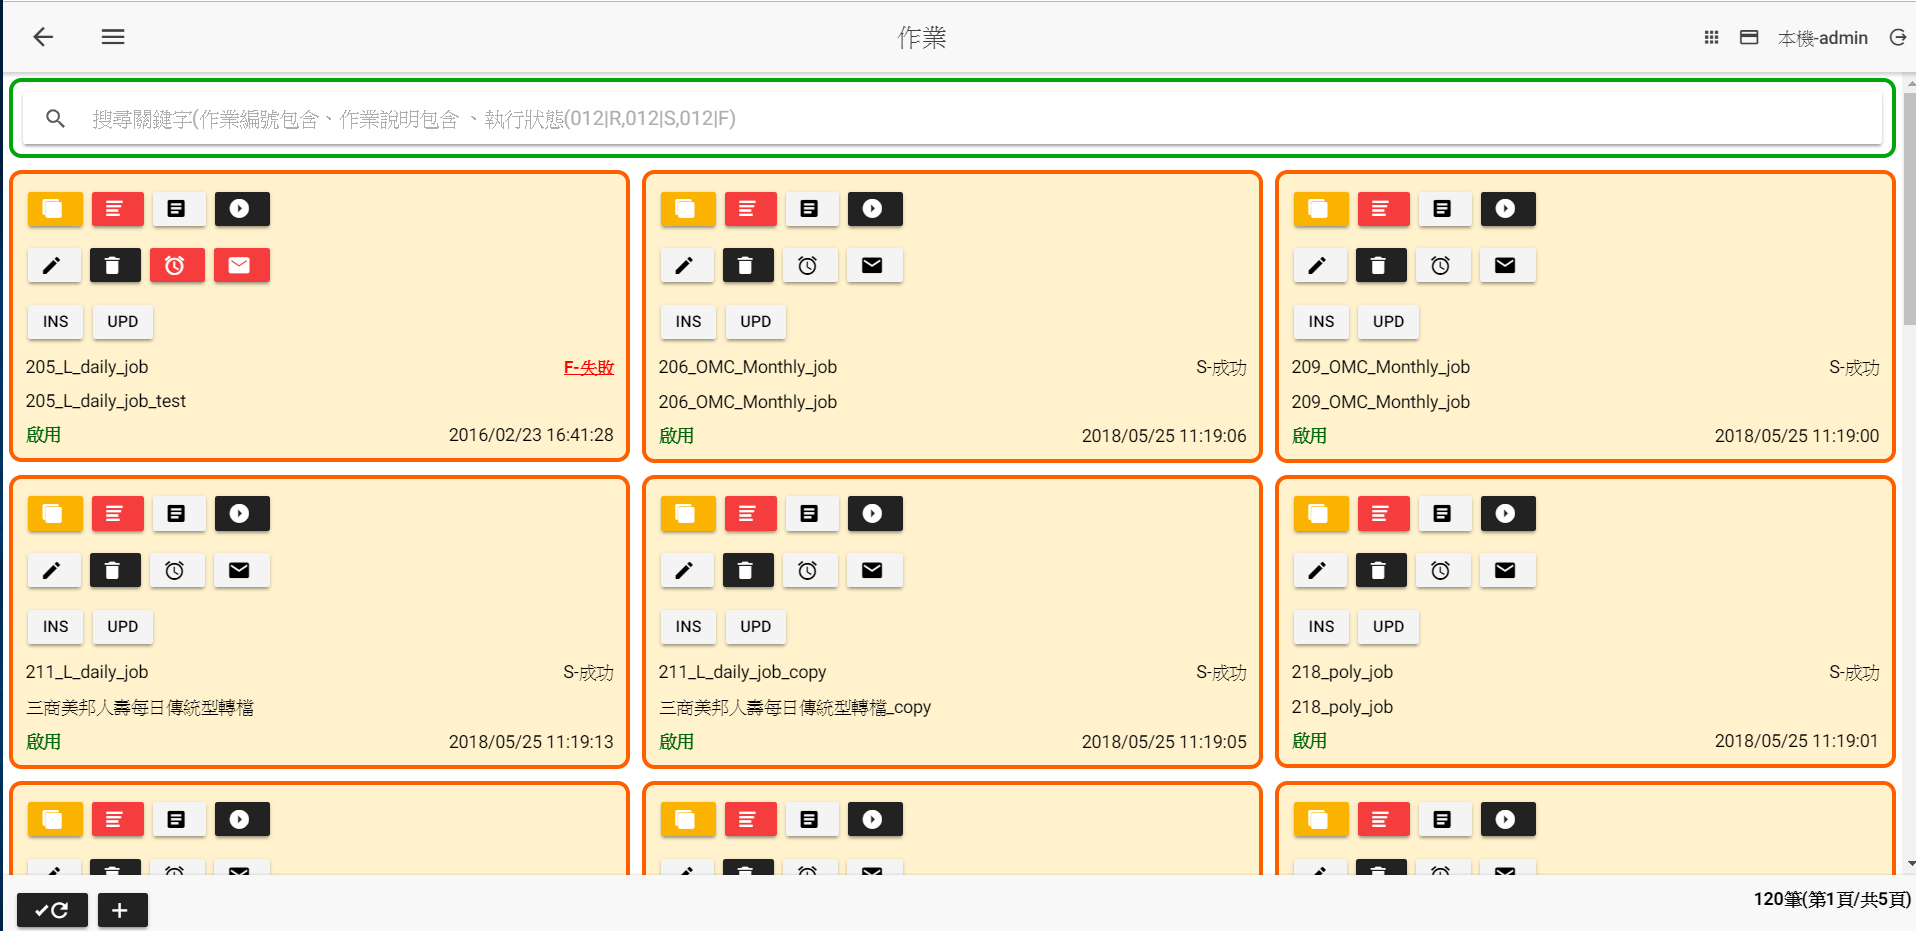 作業
本機-admin
搜尋關鍵字(作業編號包含、作業說明包含 、執行狀態(012|R,012|S,012|F)
INS UPD
205_L_daily_job F-失敗
205_L_daily_job_test
啟用 2016/02/23 16:41:28
INS UPD
206_OMC_Monthly_job S-成功
206_OMC_Monthly_job
啟用 2018/05/25 11:19:06
INS UPD
209_OMC_Monthly_job S-成功
209_OMC_Monthly_job
啟用 2018/05/25 11:19:00
INS UPD
211_L_daily_job S-成功
三商美邦人壽每日傳統型轉檔
啟用 2018/05/25 11:19:13
INS UPD
211_L_daily_job_copy S-成功
三商美邦人壽每日傳統型轉檔_copy
啟用 2018/05/25 11:19:05
INS UPD
218_poly_job S-成功
218_poly_job
啟用 2018/05/25 11:19:01
120筆(第1頁/共5頁)